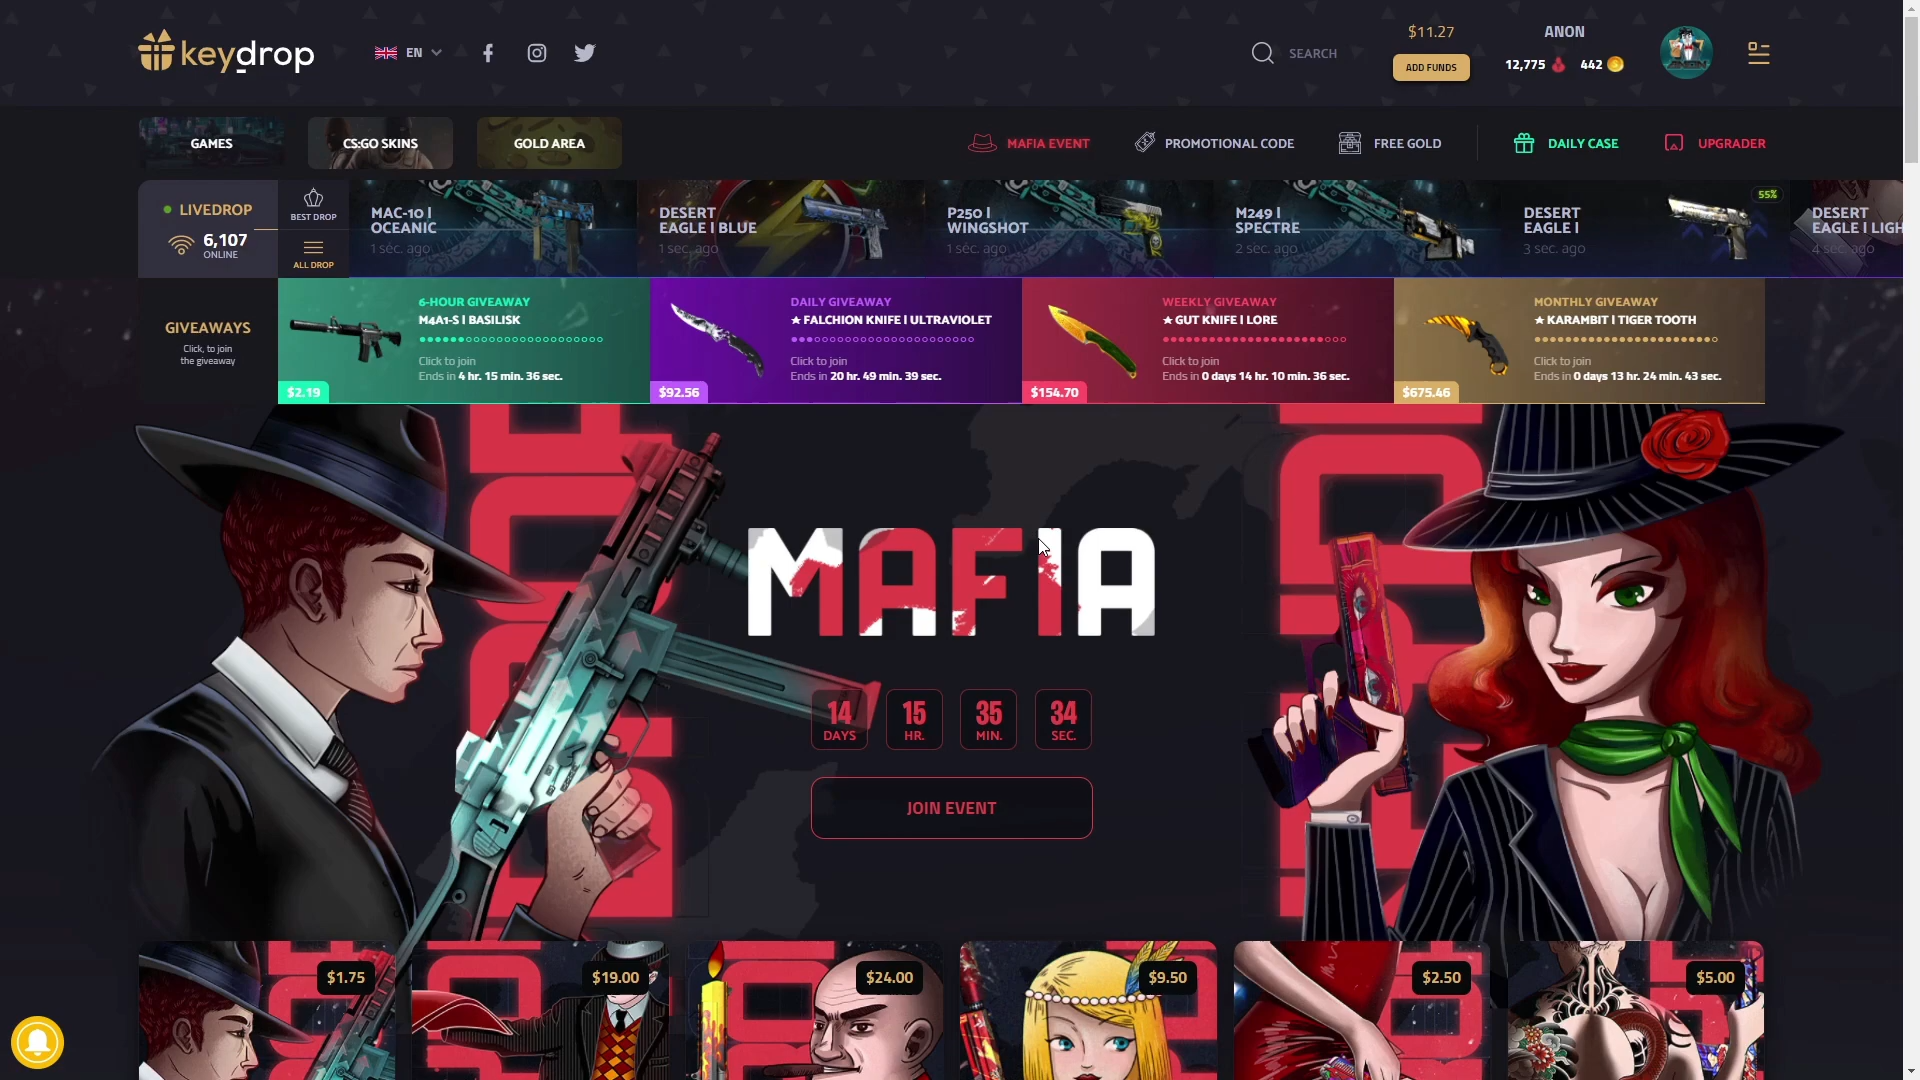 keydrop
EN
SEARCH
$11.27
ADD FUNDS
ANON
12,775
442
GAMES
CS:GO SKINS
GOLD AREA
MAFIA EVENT
PROMOTIONAL CODE
FREE GOLD
DAILY CASE
UPGRADER
LIVEDROP
6,107
ONLINE
BEST DROP
ALL DROP
MAC-10 |
OCEANIC
1 sec. ago
DESERT
EAGLE | BLUE
1 sec. ago
P250 |
WINGSHOT
1 sec. ago
M249 |
SPECTRE
2 sec. ago
DESERT
EAGLE |
3 sec. ago
55%
DESERT
EAGLE | LIGH
4 sec. ago
GIVEAWAYS
Click, to join
the giveaway
6-HOUR GIVEAWAY
M4A1-S | BASILISK
Click to join
Ends in 4 hr. 15 min. 36 sec.
$2.19
DAILY GIVEAWAY
★ FALCHION KNIFE | ULTRAVIOLET
Click to join
Ends in 20 hr. 49 min. 39 sec.
$92.56
WEEKLY GIVEAWAY
★ GUT KNIFE | LORE
Click to join
Ends in 0 days 14 hr. 10 min. 36 sec.
$154.70
MONTHLY GIVEAWAY
★ KARAMBIT | TIGER TOOTH
Click to join
Ends in 0 days 13 hr. 24 min. 43 sec.
$675.46
MAFIA
14 15 35 34
DAYS HR. MIN. SEC.
JOIN EVENT
$1.75
$19.00
$24.00
$9.50
$2.50
$5.00